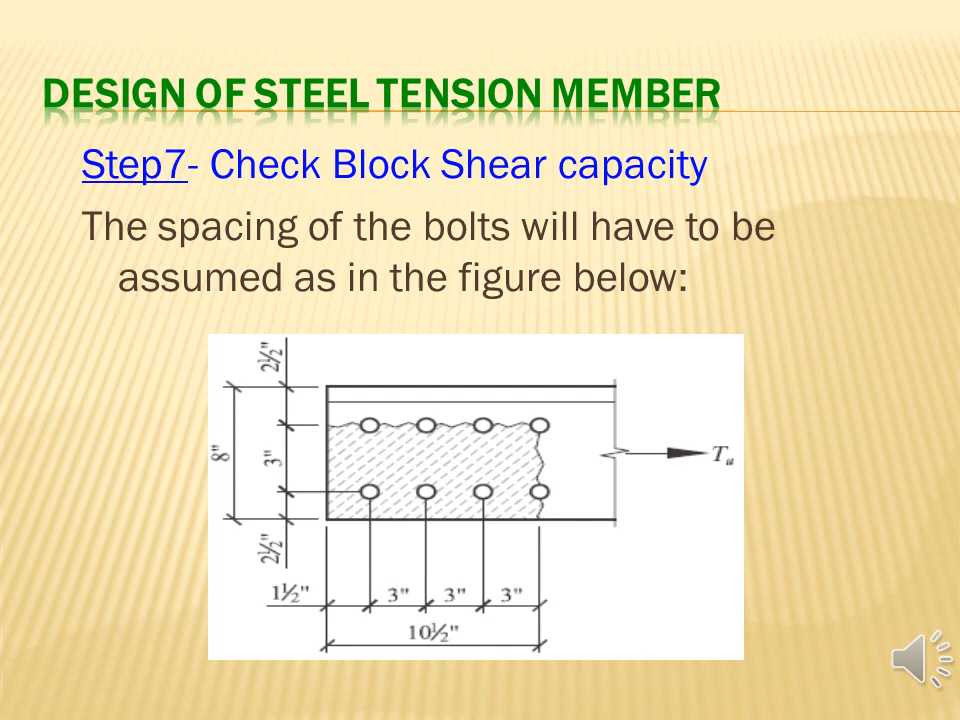 DESIGN OF STEEL TENSION MEMBER
Step7- Check Block Shear capacity
The spacing of the bolts will have to be
assumed as in the figure below:
2½"
8"
3"
Tu
2½"
1½"
3"
3"
3"
10½"